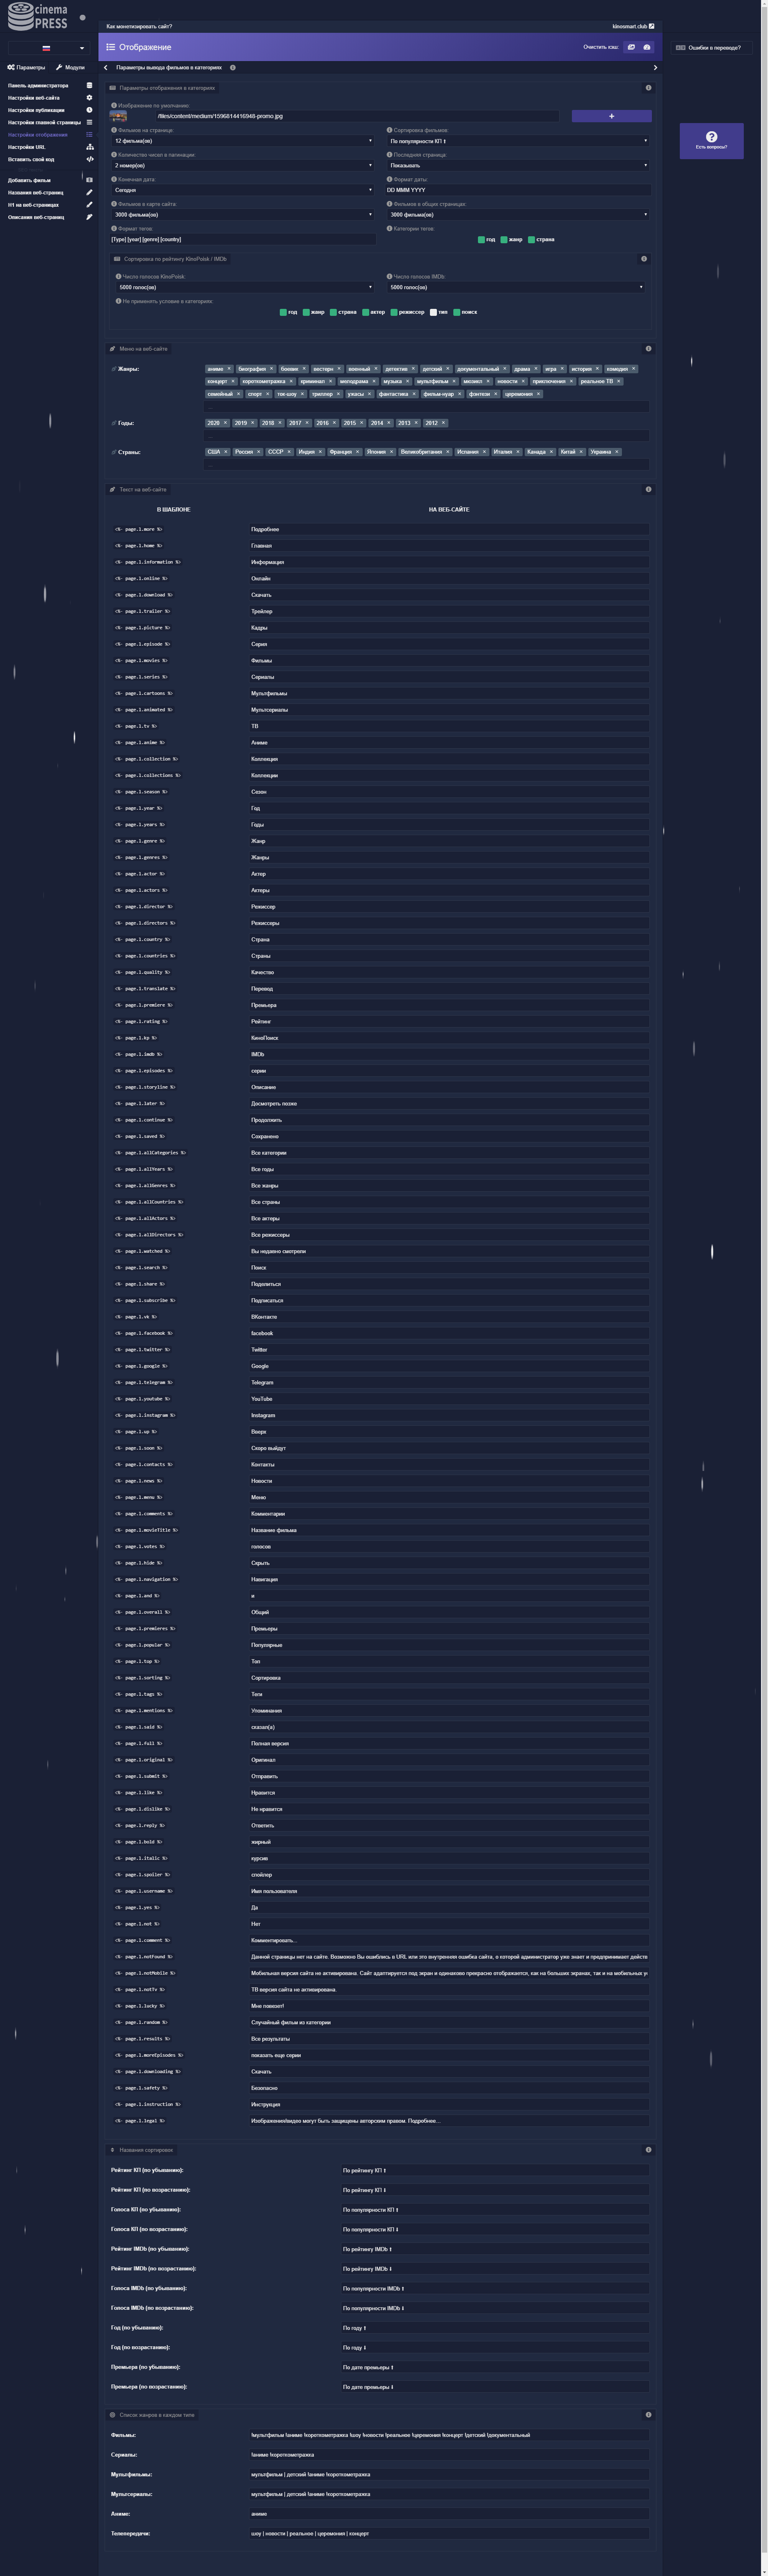 cinema
PRESS
Параметры Модули
Панель администратора
Настройки веб-сайта
Настройки публикации
Настройки главной страницы
Настройки отображения
Настройки URL
Вставить свой код
Добавить фильм
Названия веб-страниц
H1 на веб-страницах
Описания веб-страниц
Как монетизировать сайт? kinosmart.club
Отображение Очистить кэш:
Параметры вывода фильмов в категориях
Ошибки в переводе?
Есть вопросы?
Параметры отображения в категориях
Изображение по умолчанию:
/files/content/medium/1596814416948-promo.jpg +
Фильмов на странице: Сортировка фильмов:
12 фильма(ов) По популярности КП ⬆
Количество чисел в пагинации: Последняя страница:
2 номер(ов) Показывать
Конечная дата: Формат даты:
Сегодня DD MMM YYYY
Фильмов в карте сайта: Фильмов в общих страницах:
3000 фильма(ов) 3000 фильма(ов)
Формат тегов: Категории тегов:
[Type] [year] [genre] [country] год жанр страна
Сортировка по рейтингу KinoPoisk / IMDb
Число голосов KinoPoisk: Число голосов IMDb:
5000 голос(ов) 5000 голос(ов)
Не применять условие в категориях:
год жанр страна актер режиссер тип поиск
Меню на веб-сайте
Жанры: аниме × биография × боевик × вестерн × военный × детектив × детский × документальный × драма × игра × история × комедия ×
концерт × короткометражка × криминал × мелодрама × музыка × мультфильм × мюзикл × новости × приключения × реальное ТВ ×
семейный × спорт × ток-шоу × триллер × ужасы × фантастика × фильм-нуар × фэнтези × церемония ×
...
Годы: 2020 × 2019 × 2018 × 2017 × 2016 × 2015 × 2014 × 2013 × 2012 ×
...
Страны: США × Россия × СССР × Индия × Франция × Япония × Великобритания × Испания × Италия × Канада × Китай × Украина ×
...
Текст на веб-сайте
В ШАБЛОНЕ НА ВЕБ-САЙТЕ
<%- page.l.more %> Подробнее
<%- page.l.home %> Главная
<%- page.l.information %> Информация
<%- page.l.online %> Онлайн
<%- page.l.download %> Скачать
<%- page.l.trailer %> Трейлер
<%- page.l.picture %> Кадры
<%- page.l.episode %> Серия
<%- page.l.movies %> Фильмы
<%- page.l.series %> Сериалы
<%- page.l.cartoons %> Мультфильмы
<%- page.l.animated %> Мультсериалы
<%- page.l.tv %> ТВ
<%- page.l.anime %> Аниме
<%- page.l.collection %> Коллекция
<%- page.l.collections %> Коллекции
<%- page.l.season %> Сезон
<%- page.l.year %> Год
<%- page.l.years %> Годы
<%- page.l.genre %> Жанр
<%- page.l.genres %> Жанры
<%- page.l.actor %> Актер
<%- page.l.actors %> Актеры
<%- page.l.director %> Режиссер
<%- page.l.directors %> Режиссеры
<%- page.l.country %> Страна
<%- page.l.countries %> Страны
<%- page.l.quality %> Качество
<%- page.l.translate %> Перевод
<%- page.l.premiere %> Премьера
<%- page.l.rating %> Рейтинг
<%- page.l.kp %> КиноПоиск
<%- page.l.imdb %> IMDb
<%- page.l.episodes %> серии
<%- page.l.storyline %> Описание
<%- page.l.later %> Досмотреть позже
<%- page.l.continue %> Продолжить
<%- page.l.saved %> Сохранено
<%- page.l.allCategories %> Все категории
<%- page.l.allYears %> Все годы
<%- page.l.allGenres %> Все жанры
<%- page.l.allCountries %> Все страны
<%- page.l.allActors %> Все актеры
<%- page.l.allDirectors %> Все режиссеры
<%- page.l.watched %> Вы недавно смотрели
<%- page.l.search %> Поиск
<%- page.l.share %> Поделиться
<%- page.l.subscribe %> Подписаться
<%- page.l.vk %> ВКонтакте
<%- page.l.facebook %> facebook
<%- page.l.twitter %> Twitter
<%- page.l.google %> Google
<%- page.l.telegram %> Telegram
<%- page.l.youtube %> YouTube
<%- page.l.instagram %> Instagram
<%- page.l.up %> Вверх
<%- page.l.soon %> Скоро выйдут
<%- page.l.contacts %> Контакты
<%- page.l.news %> Новости
<%- page.l.menu %> Меню
<%- page.l.comments %> Комментарии
<%- page.l.movieTitle %> Название фильма
<%- page.l.votes %> голосов
<%- page.l.hide %> Скрыть
<%- page.l.navigation %> Навигация
<%- page.l.and %> и
<%- page.l.overall %> Общий
<%- page.l.premieres %> Премьеры
<%- page.l.popular %> Популярные
<%- page.l.top %> Топ
<%- page.l.sorting %> Сортировка
<%- page.l.tags %> Теги
<%- page.l.mentions %> Упоминания
<%- page.l.said %> сказал(а)
<%- page.l.full %> Полная версия
<%- page.l.original %> Оригинал
<%- page.l.submit %> Отправить
<%- page.l.like %> Нравится
<%- page.l.dislike %> Не нравится
<%- page.l.reply %> Ответить
<%- page.l.bold %> жирный
<%- page.l.italic %> курсив
<%- page.l.spoiler %> спойлер
<%- page.l.username %> Имя пользователя
<%- page.l.yes %> Да
<%- page.l.not %> Нет
<%- page.l.comment %> Комментировать...
<%- page.l.notFound %> Данной страницы нет на сайте. Возможно Вы ошиблись в URL или это внутренняя ошибка сайта, о которой администратор уже знает и предпринимает дейст
<%- page.l.notMobile %> Мобильная версия сайта не активирована. Сайт адаптируется под экран и одинаково прекрасно отображается, как на больших экранах, так и на мобильных ус
<%- page.l.notTv %> ТВ версия сайта не активирована.
<%- page.l.lucky %> Мне повезет!
<%- page.l.random %> Случайный фильм из категории
<%- page.l.results %> Все результаты
<%- page.l.moreEpisodes %> показать еще серии
<%- page.l.downloading %> Скачать
<%- page.l.safety %> Безопасно
<%- page.l.instruction %> Инструкция
<%- page.l.legal %> Изображения/видео могут быть защищены авторским правом. Подробнее...
Названия сортировок
Рейтинг КП (по убыванию): По рейтингу КП ⬆
Рейтинг КП (по возрастанию): По рейтингу КП ⬇
Голоса КП (по убыванию): По популярности КП ⬆
Голоса КП (по возрастанию): По популярности КП ⬇
Рейтинг IMDb (по убыванию): По рейтингу IMDb ⬆
Рейтинг IMDb (по возрастанию): По рейтингу IMDb ⬇
Голоса IMDb (по убыванию): По популярности IMDb ⬆
Голоса IMDb (по возрастанию): По популярности IMDb ⬇
Год (по убыванию): По году ⬆
Год (по возрастанию): По году ⬇
Премьера (по убыванию): По дате премьеры ⬆
Премьера (по возрастанию): По дате премьеры ⬇
Список жанров в каждом типе
Фильмы: !мультфильм !аниме !короткометражка !шоу !новости !реальное !церемония !концерт !детский !документальный
Сериалы: !аниме !короткометражка
Мультфильмы: мультфильм | детский !аниме !короткометражка
Мультсериалы: мультфильм | детский !аниме !короткометражка
Аниме: аниме
Телепередачи: шоу | новости | реальное | церемония | концерт